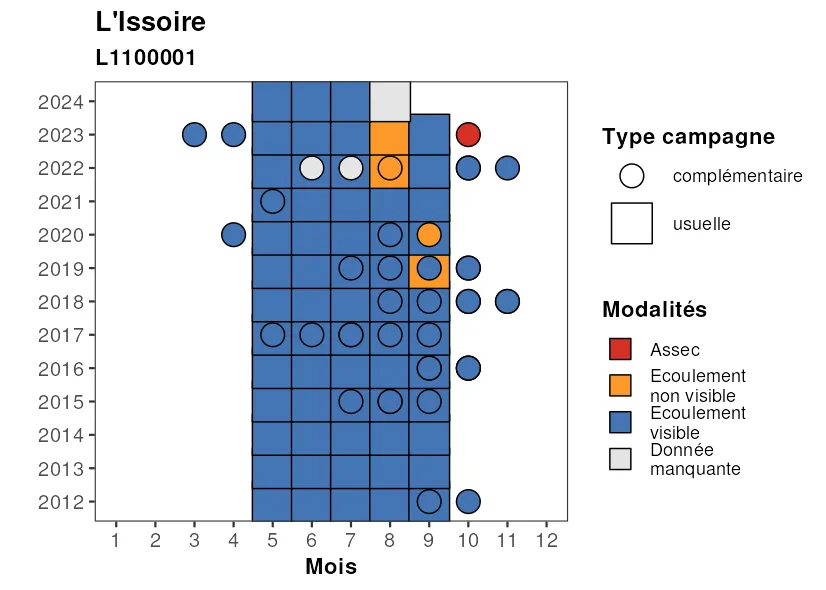 L'Issoire
L1100001
2024
2023
2022
2021
2020
2019
2018
2017
2016
2015
2014
2013
2012
1 2 3 4 5 6 7 8 9 10 11 12
Mois
Type campagne
complémentaire
usuelle
Modalités
Assec
Ecoulement
non visible
Ecoulement
visible
Donnée
manquante